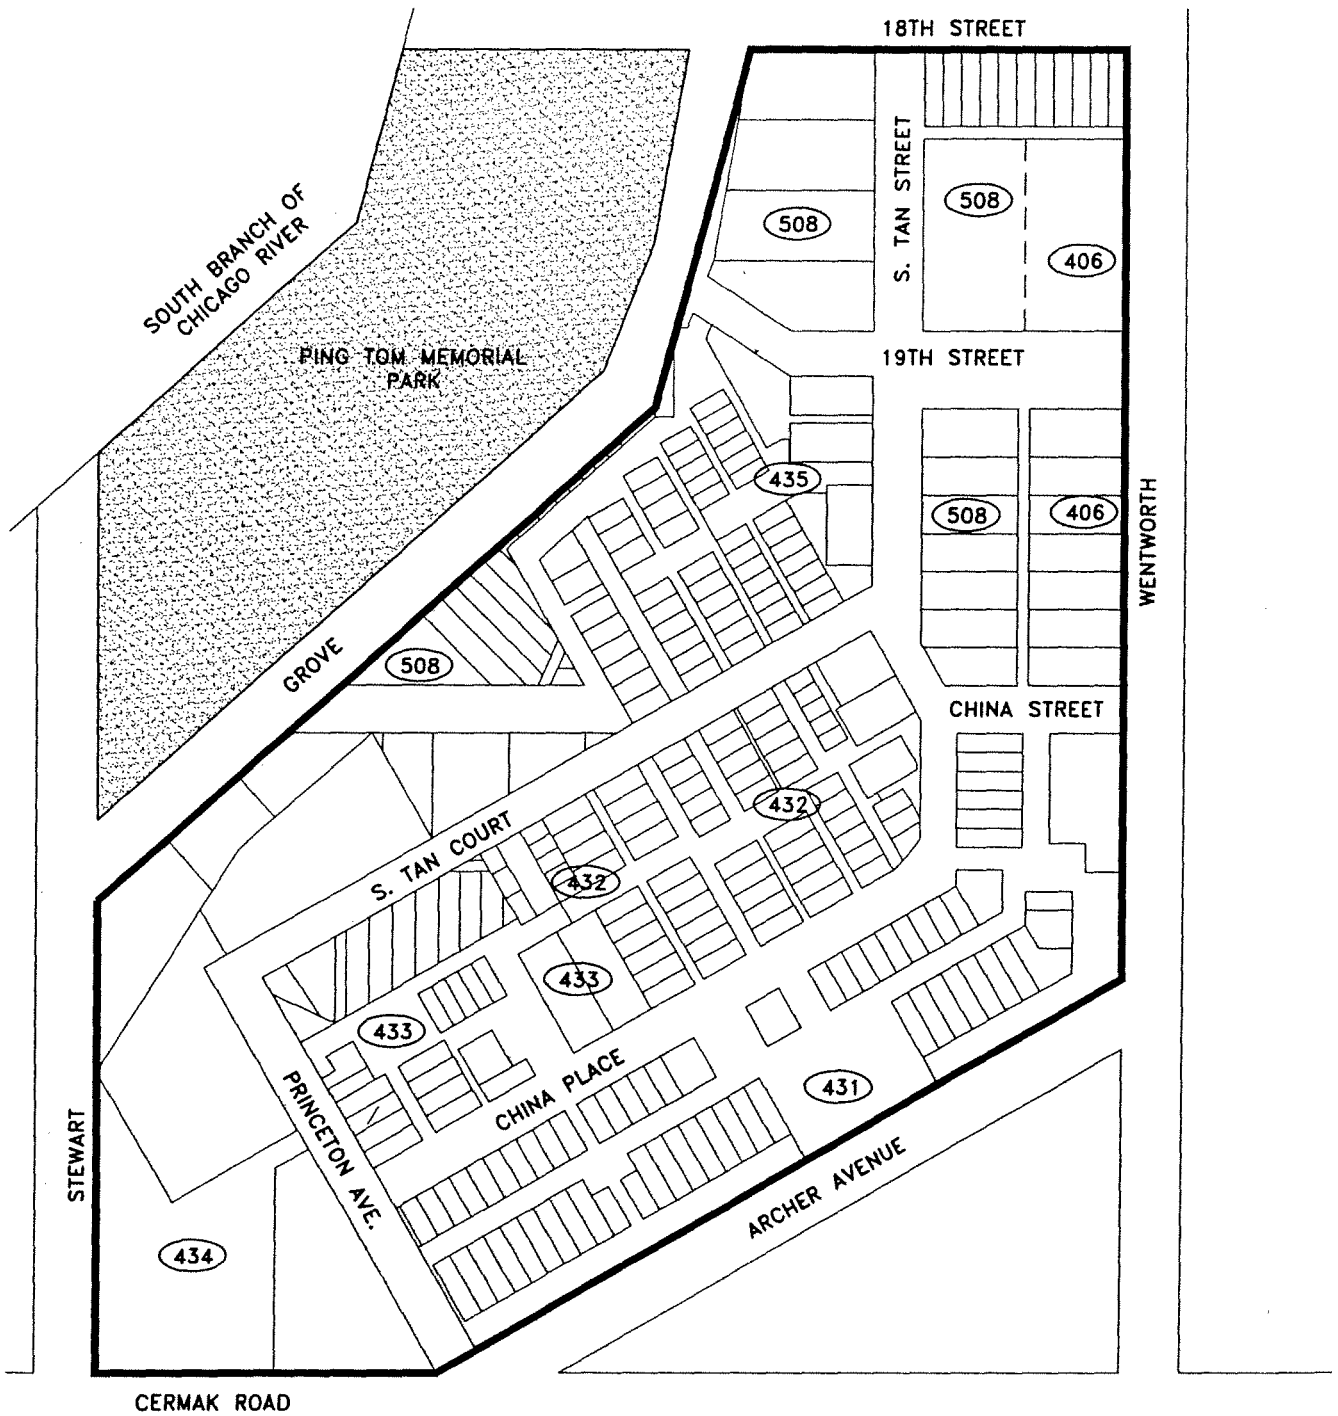 18TH STREET
S. TAN STREET
508
508
406
SOUTH BRANCH OF
CHICAGO RIVER
PING TOM MEMORIAL
PARK
19TH STREET
435
508
406
WENTWORTH
GROVE
508
CHINA STREET
432
S. TAN COURT
432
433
433
CHINA PLACE
431
PRINCETON AVE.
STEWART
ARCHER AVENUE
434
CERMAK ROAD